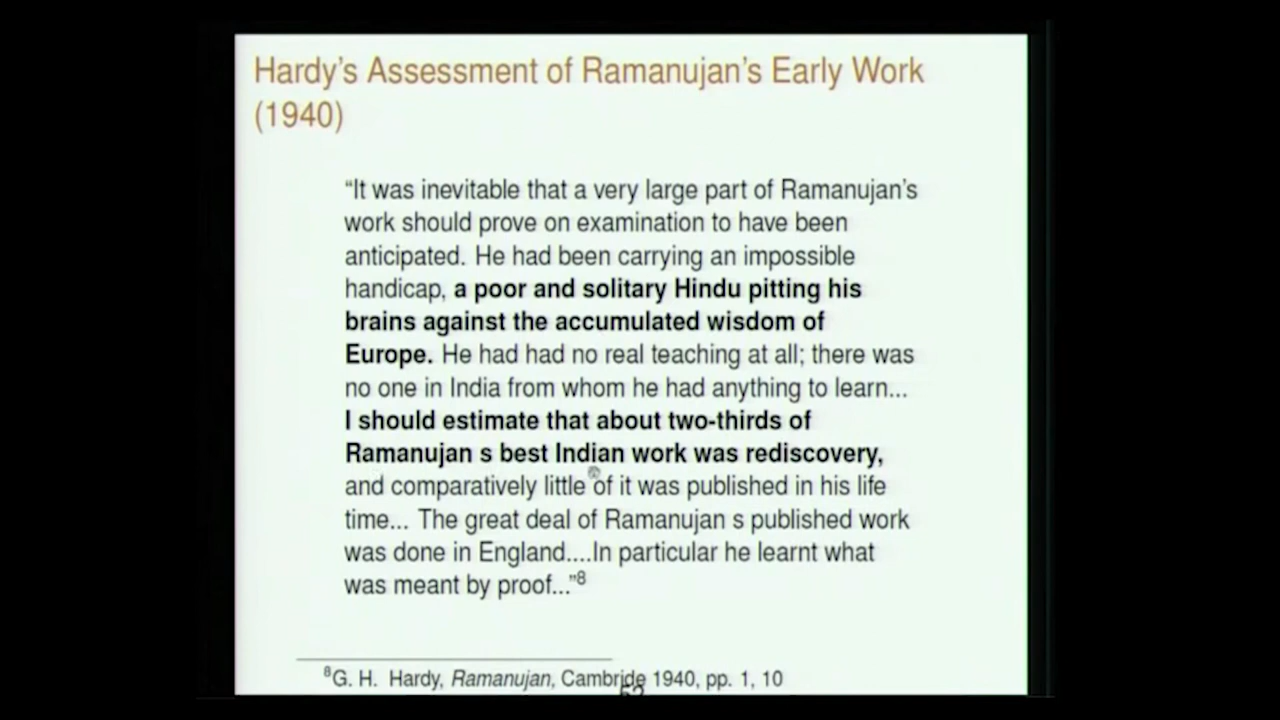 Hardy's Assessment of Ramanujan's Early Work
(1940)
“It was inevitable that a very large part of Ramanujan's
work should prove on examination to have been
anticipated. He had been carrying an impossible
handicap, a poor and solitary Hindu pitting his
brains against the accumulated wisdom of
Europe. He had had no real teaching at all; there was
no one in India from whom he had anything to learn...
I should estimate that about two-thirds of
Ramanujan s best Indian work was rediscovery,
and comparatively little of it was published in his life
time... The great deal of Ramanujan s published work
was done in England....In particular he learnt what
was meant by proof...”8
8G. H. Hardy, Ramanujan, Cambride 1940, pp. 1, 10